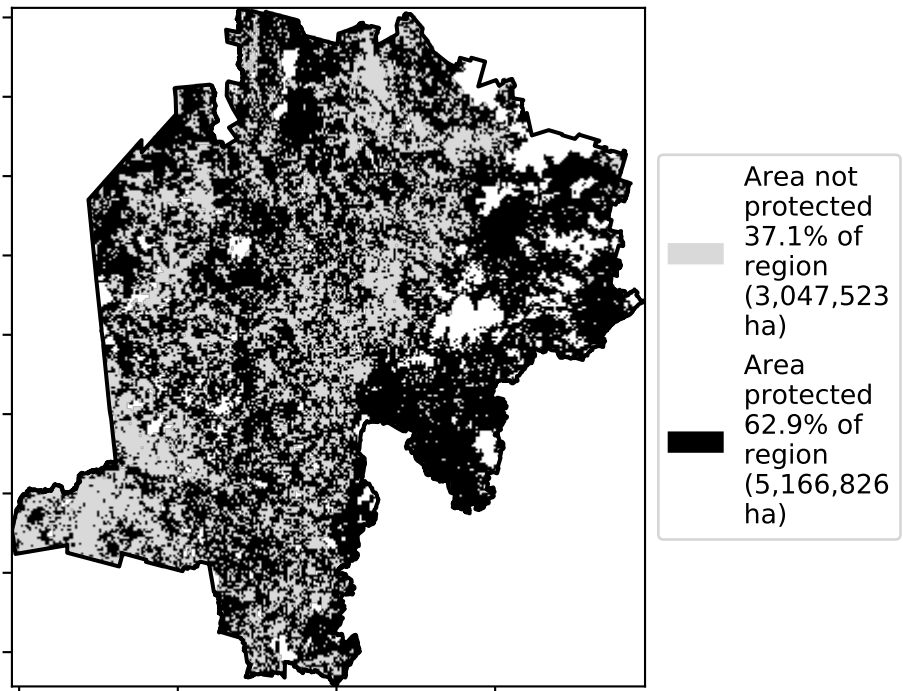 Area not
protected
37.1% of
region
(3,047,523
ha)
Area
protected
62.9% of
region
(5,166,826
ha)